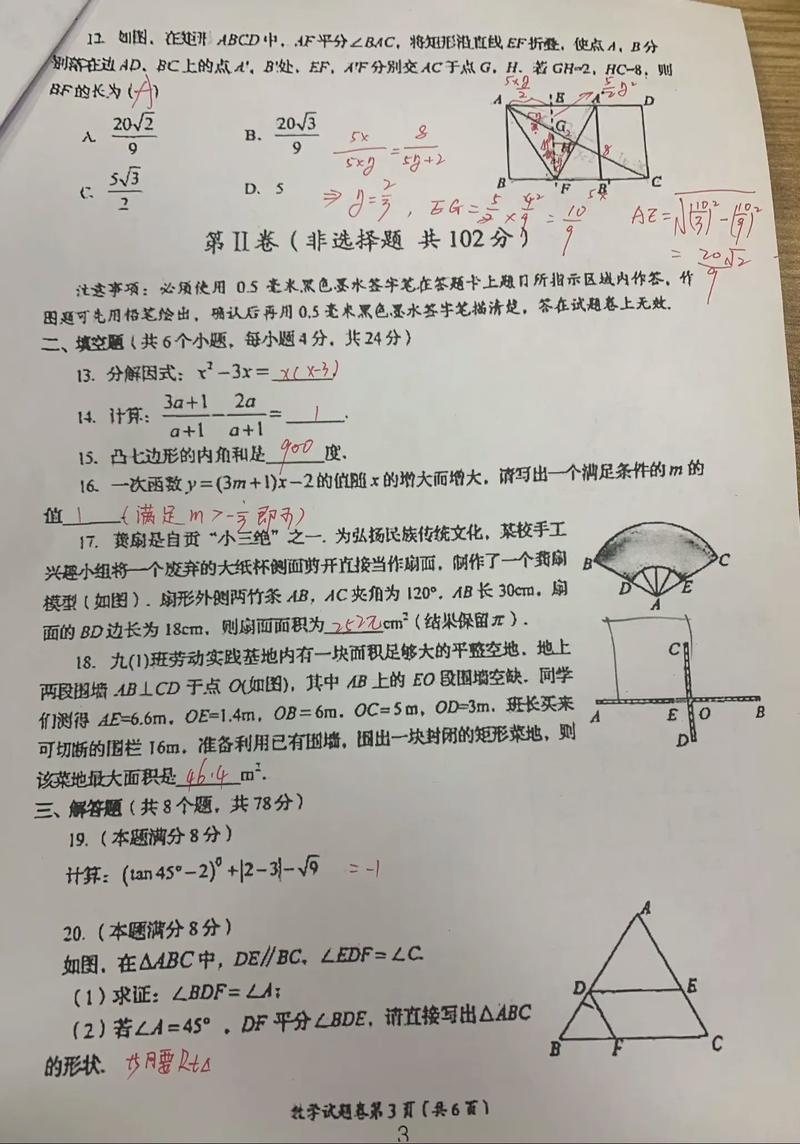 12. 如图，在矩形 ABCD 中，AF 平分∠BAC，将矩形沿直线 EF 折叠，使点 A，B 分
别落在边 AD、BC 上的点 A'，B'处，EF，A'F 分别交 AC 于点 G，H．若 GH=2，HC=8，则
BF 的长为 (A)
A. 20√2/9 B. 20√3/9
C. 5√3/2 D. 5
5xy/2 5/2 y²
A E A' D
G 2
H 8
B F B' C
5x
5x/5xy = 8/(5y+2)
⇒ y = 2/3 , EG = 5/2 × 4/9 = 10/9
AE = √((10/3)² − (10/9)²)
= 20/9 √2
第Ⅱ卷（非选择题 共 102 分）
注意事项：必须使用 0.5 毫米黑色墨水签字笔在答题卡上题目所指示区域内作答，作
图题可先用铅笔绘出，确认后再用 0.5 毫米黑色墨水签字笔描清楚，答在试题卷上无效．
二、填空题（共 6 个小题，每小题 4 分，共 24 分）
13. 分解因式：x² − 3x = x(x-3)
14. 计算：(3a+1)/(a+1) − 2a/(a+1) = 1 .
15. 凸七边形的内角和是 900 度．
16. 一次函数 y = (3m+1)x − 2 的值随 x 的增大而增大，请写出一个满足条件的 m 的
值 1 (满足 m > -1/3 即可)
17. 龚扇是自贡“小三绝”之一．为弘扬民族传统文化，某校手工
兴趣小组将一个废弃的大纸杯侧面剪开直接当作扇面，制作了一个龚扇
模型（如图）．扇形外侧两竹条 AB，AC 夹角为 120°．AB 长 30cm，扇
面的 BD 边长为 18cm，则扇面面积为 252π cm²（结果保留π）．
B C
D E
A
18. 九(1)班劳动实践基地内有一块面积足够大的平整空地．地上
两段围墙 AB⊥CD 于点 O(如图)，其中 AB 上的 EO 段围墙空缺．同学
们测得 AE=6.6m，OE=1.4m，OB=6m，OC=5m，OD=3m．班长买来
可切断的围栏 16m，准备利用已有围墙，围出一块封闭的矩形菜地，则
该菜地最大面积是 46.4 m²．
C
A E O B
D
三、解答题（共 8 个题，共 78 分）
19.（本题满分 8 分）
计算：(tan 45° − 2)⁰ + |2 − 3| − √9 = -1
20.（本题满分 8 分）
如图，在△ABC 中，DE∥BC，∠EDF = ∠C.
（1）求证：∠BDF = ∠A；
（2）若∠A = 45°，DF 平分∠BDE，请直接写出△ABC
的形状． 等腰Rt△
A
D E
B F C
数学试题卷第 3 页（共 6 页）
3